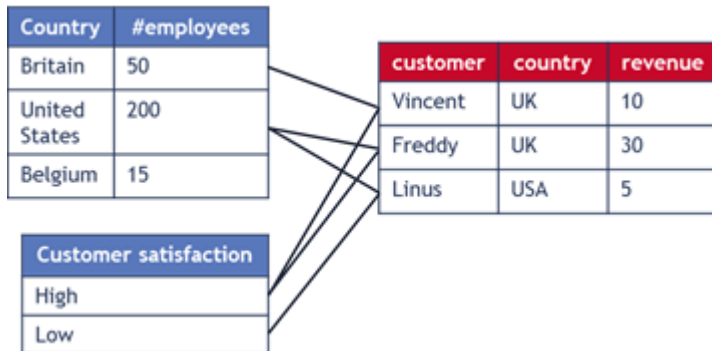 Country #employees
Britain 50
United 200
States
Belgium 15
customer country revenue
Vincent UK 10
Freddy UK 30
Linus USA 5
Customer satisfaction
High
Low